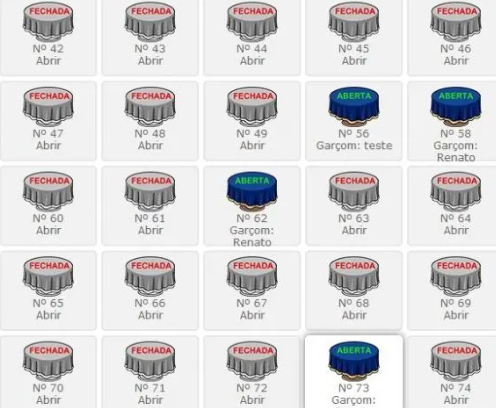 FECHADA FECHADA FECHADA FECHADA FECHADA
Nº 42 Nº 43 Nº 44 Nº 45 Nº 46
Abrir Abrir Abrir Abrir Abrir
FECHADA FECHADA FECHADA ABERTA ABERTA
Nº 47 Nº 48 Nº 49 Nº 56 Nº 58
Abrir Abrir Abrir Garçom: teste Garçom:
Renato
FECHADA FECHADA ABERTA FECHADA FECHADA
Nº 60 Nº 61 Nº 62 Nº 63 Nº 64
Abrir Abrir Garçom: Abrir Abrir
Renato
FECHADA FECHADA FECHADA FECHADA FECHADA
Nº 65 Nº 66 Nº 67 Nº 68 Nº 69
Abrir Abrir Abrir Abrir Abrir
FECHADA FECHADA FECHADA ABERTA FECHADA
Nº 70 Nº 71 Nº 72 Nº 73 Nº 74
Abrir Abrir Abrir Garçom: Abrir